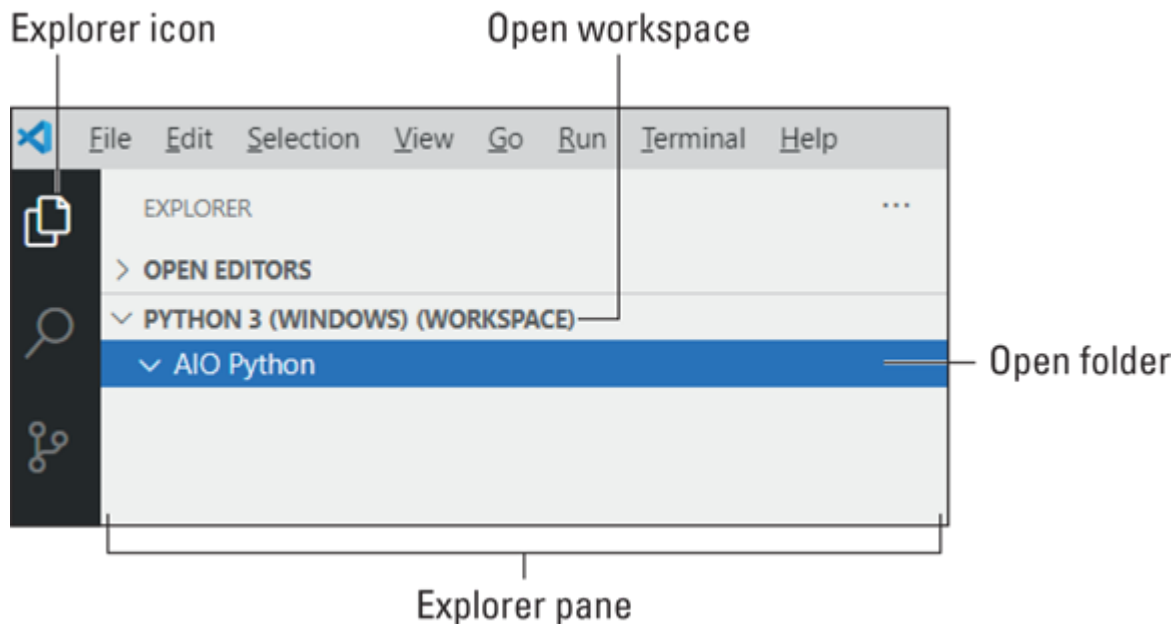 Explorer icon
Open workspace
File Edit Selection View Go Run Terminal Help
EXPLORER ...
> OPEN EDITORS
PYTHON 3 (WINDOWS) (WORKSPACE)
AIO Python
Open folder
Explorer pane